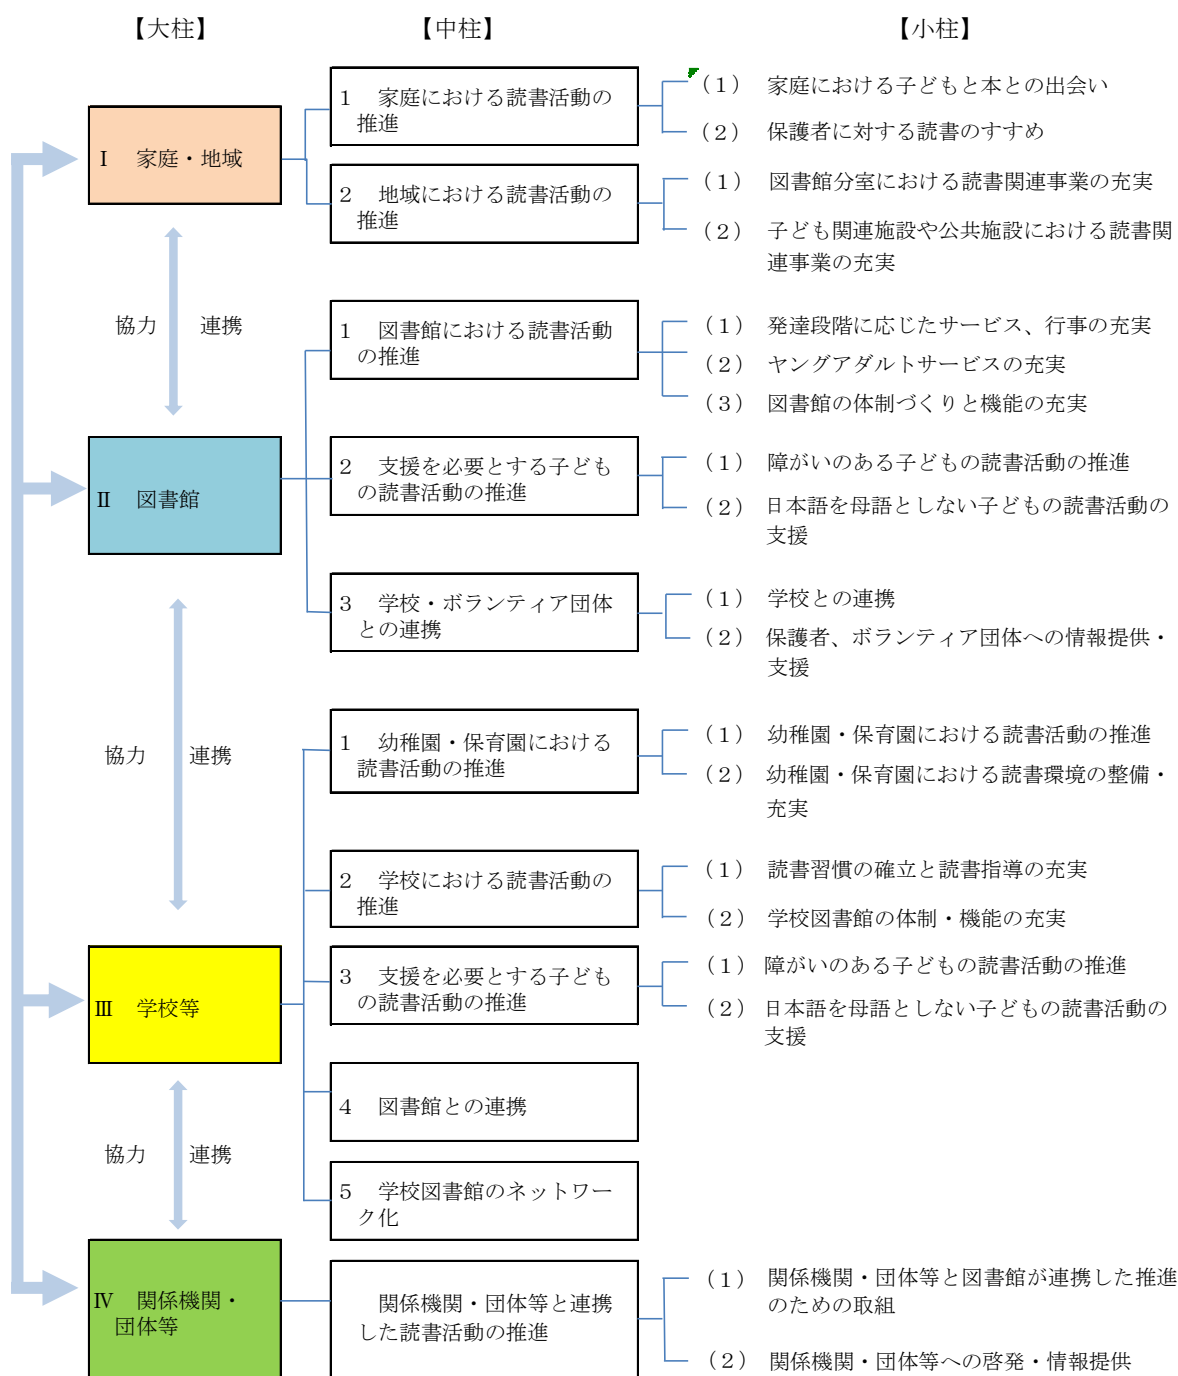 【大柱】
【中柱】
【小柱】
Ⅰ　家庭・地域
1　家庭における読書活動の
推進
（1）　家庭における子どもと本との出会い
（2）　保護者に対する読書のすすめ
2　地域における読書活動の
推進
（1）　図書館分室における読書関連事業の充実
（2）　子ども関連施設や公共施設における読書関
連事業の充実
協力　連携
Ⅱ　図書館
1　図書館における読書活動
の推進
（1）　発達段階に応じたサービス、行事の充実
（2）　ヤングアダルトサービスの充実
（3）　図書館の体制づくりと機能の充実
2　支援を必要とする子ども
の読書活動の推進
（1）　障がいのある子どもの読書活動の推進
（2）　日本語を母語としない子どもの読書活動の
支援
3　学校・ボランティア団体
との連携
（1）　学校との連携
（2）　保護者、ボランティア団体への情報提供・
支援
協力　連携
Ⅲ　学校等
1　幼稚園・保育園における
読書活動の推進
（1）　幼稚園・保育園における読書活動の推進
（2）　幼稚園・保育園における読書環境の整備・
充実
2　学校における読書活動の
推進
（1）　読書習慣の確立と読書指導の充実
（2）　学校図書館の体制・機能の充実
3　支援を必要とする子ども
の読書活動の推進
（1）障がいのある子どもの読書活動の推進
（2）　日本語を母語としない子どもの読書活動の
支援
4　図書館との連携
5　学校図書館のネットワー
ク化
協力　連携
Ⅳ　関係機関・
団体等
関係機関・団体等と連携
した読書活動の推進
（1）　関係機関・団体等と図書館が連携した推進
のための取組
（2）　関係機関・団体等への啓発・情報提供